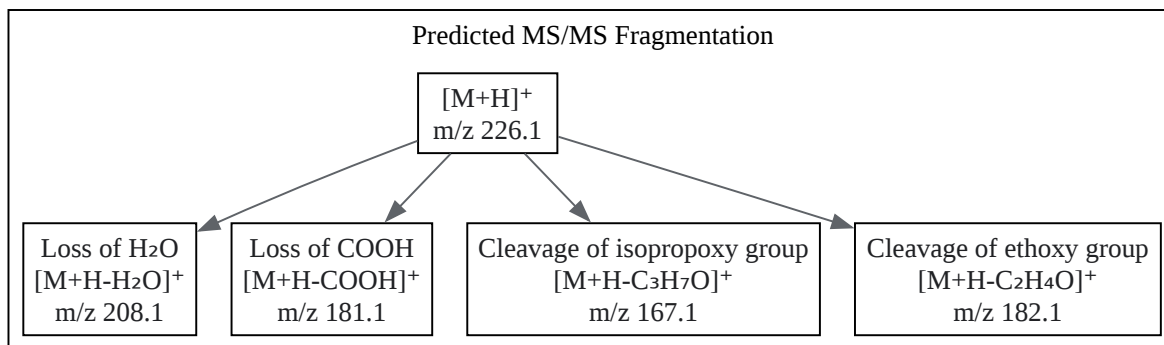 Predicted MS/MS Fragmentation
[M+H]⁺
m/z 226.1
Loss of H₂O
[M+H-H₂O]⁺
m/z 208.1
Loss of COOH
[M+H-COOH]⁺
m/z 181.1
Cleavage of isopropoxy group
[M+H-C₃H₇O]⁺
m/z 167.1
Cleavage of ethoxy group
[M+H-C₂H₄O]⁺
m/z 182.1